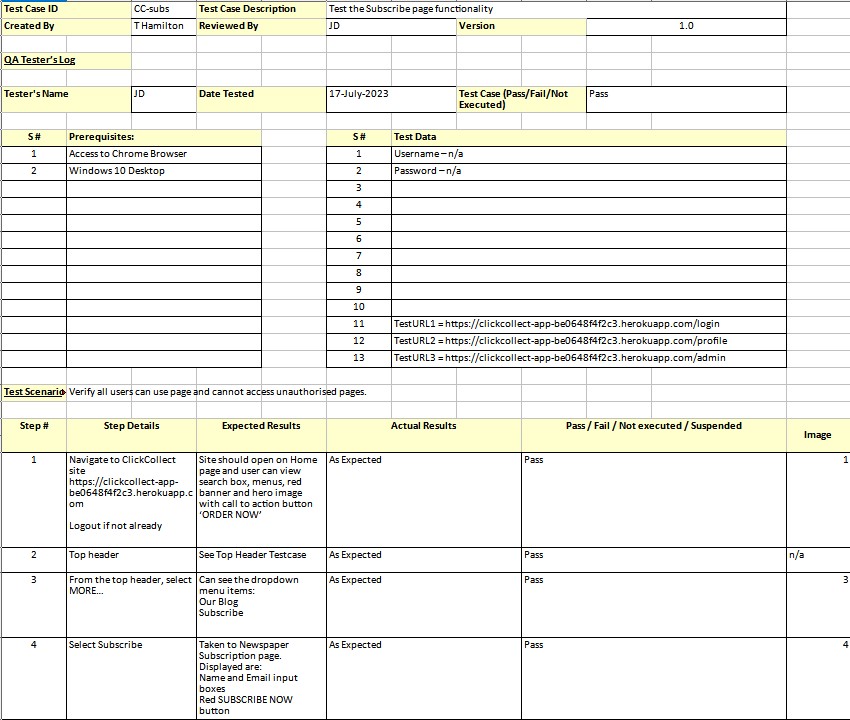 Test Case ID CC-subs Test Case Description Test the Subscribe page functionality
Created By T Hamilton Reviewed By JD Version 1.0
QA Tester's Log
Tester's Name JD Date Tested 17-July-2023 Test Case (Pass/Fail/Not
Executed) Pass
S # Prerequisites: S # Test Data
1 Access to Chrome Browser 1 Username – n/a
2 Windows 10 Desktop 2 Password – n/a
3
4
5
6
7
8
9
10
11 TestURL1 = https://clickcollect-app-be0648f4f2c3.herokuapp.com/login
12 TestURL2 = https://clickcollect-app-be0648f4f2c3.herokuapp.com/profile
13 TestURL3 = https://clickcollect-app-be0648f4f2c3.herokuapp.com/admin
Test Scenario Verify all users can use page and cannot access unauthorised pages.
Step # Step Details Expected Results Actual Results Pass / Fail / Not executed / Suspended Image
1
Navigate to ClickCollect
site
https://clickcollect-app-
be0648f4f2c3.herokuapp.c
om
Logout if not already
Site should open on Home
page and user can view
search box, menus, red
banner and hero image
with call to action button
‘ORDER NOW’
As Expected
Pass
1
2 Top header See Top Header Testcase As Expected Pass n/a
3
From the top header, select
MORE...
Can see the dropdown
menu items:
Our Blog
Subscribe
As Expected
Pass
3
4
Select Subscribe
Taken to Newspaper
Subscription page.
Displayed are:
Name and Email input
boxes
Red SUBSCRIBE NOW
button
As Expected
Pass
4